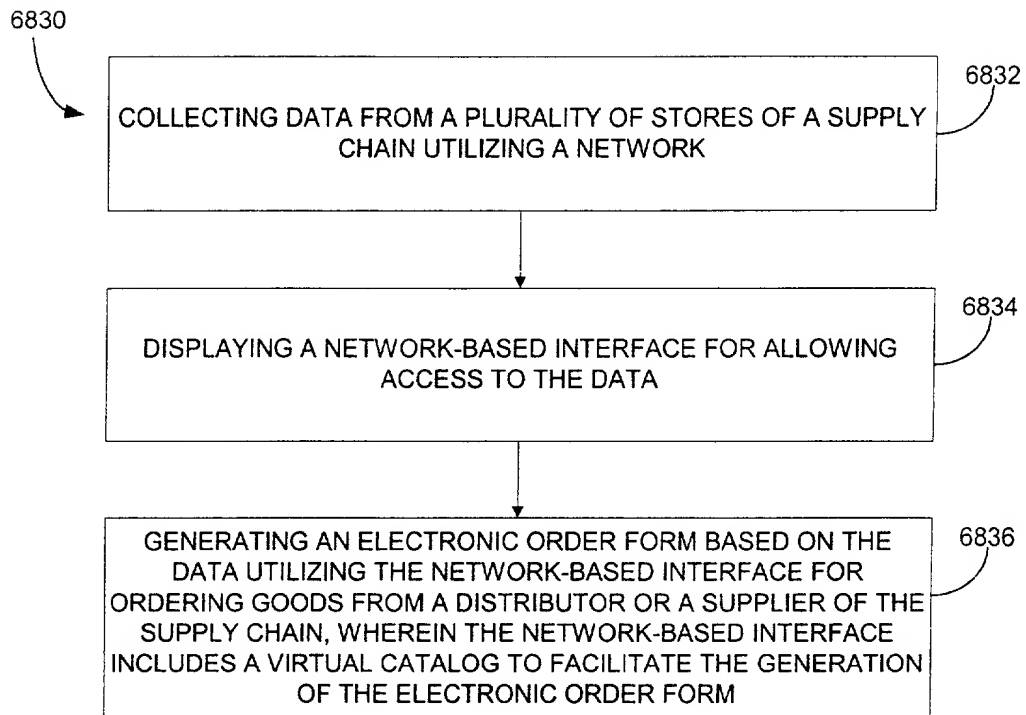 6830
6832
COLLECTING DATA FROM A PLURALITY OF STORES OF A SUPPLY
CHAIN UTILIZING A NETWORK
6834
DISPLAYING A NETWORK-BASED INTERFACE FOR ALLOWING
ACCESS TO THE DATA
6836
GENERATING AN ELECTRONIC ORDER FORM BASED ON THE
DATA UTILIZING THE NETWORK-BASED INTERFACE FOR
ORDERING GOODS FROM A DISTRIBUTOR OR A SUPPLIER OF THE
SUPPLY CHAIN, WHEREIN THE NETWORK-BASED INTERFACE
INCLUDES A VIRTUAL CATALOG TO FACILITATE THE GENERATION
OF THE ELECTRONIC ORDER FORM